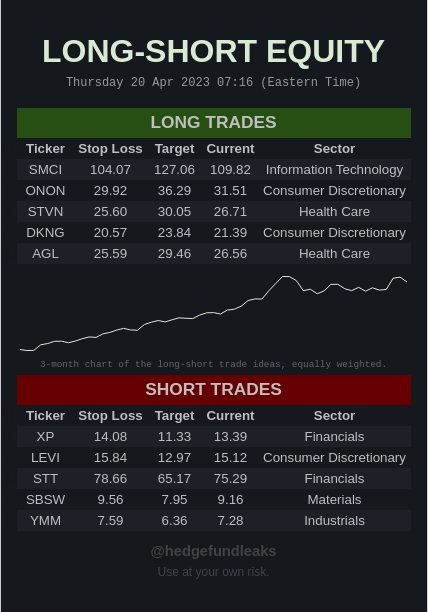 LONG-SHORT EQUITY
Thursday 20 Apr 2023 07:16 (Eastern Time)
LONG TRADES
Ticker Stop Loss Target Current Sector
SMCI 104.07 127.06 109.82 Information Technology
ONON 29.92 36.29 31.51 Consumer Discretionary
STVN 25.60 30.05 26.71 Health Care
DKNG 20.57 23.84 21.39 Consumer Discretionary
AGL 25.59 29.46 26.56 Health Care
3-month chart of the long-short trade ideas, equally weighted.
SHORT TRADES
Ticker Stop Loss Target Current Sector
XP 14.08 11.33 13.39 Financials
LEVI 15.84 12.97 15.12 Consumer Discretionary
STT 78.66 65.17 75.29 Financials
SBSW 9.56 7.95 9.16 Materials
YMM 7.59 6.36 7.28 Industrials
@hedgefundleaks
Use at your own risk.